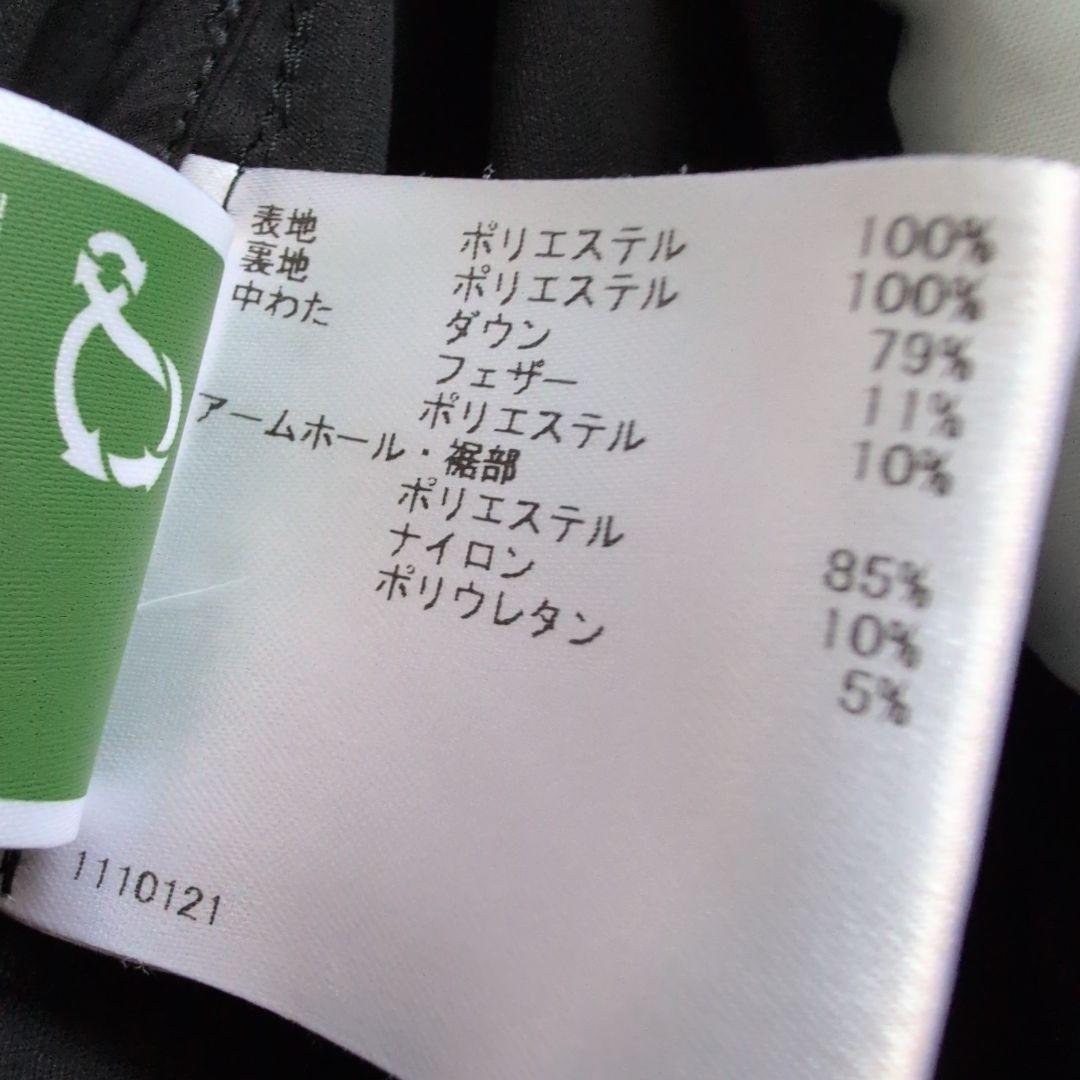 表地 ポリエステル 100%
裏地 ポリエステル 100%
中わた ダウン 79%
フェザー 11%
ポリエステル 10%
アームホール・裾部
ポリエステル 85%
ナイロン 10%
ポリウレタン 5%
1110121